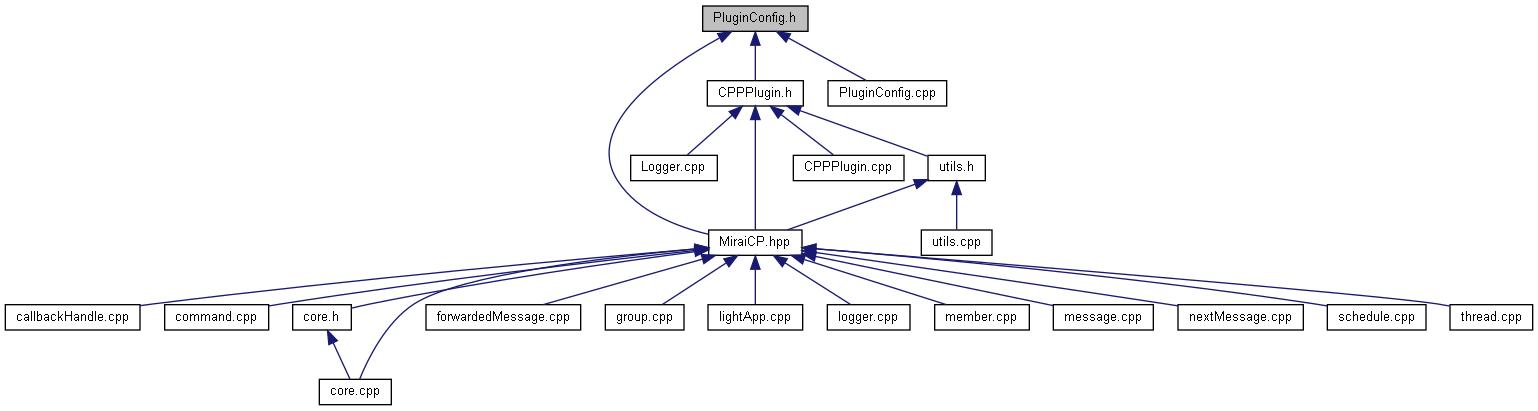 PluginConfig.h
CPPPlugin.h
PluginConfig.cpp
Logger.cpp
CPPPlugin.cpp
utils.h
MiraiCP.hpp
utils.cpp
callbackHandle.cpp
command.cpp
core.h
forwardedMessage.cpp
group.cpp
lightApp.cpp
logger.cpp
member.cpp
message.cpp
nextMessage.cpp
schedule.cpp
thread.cpp
core.cpp